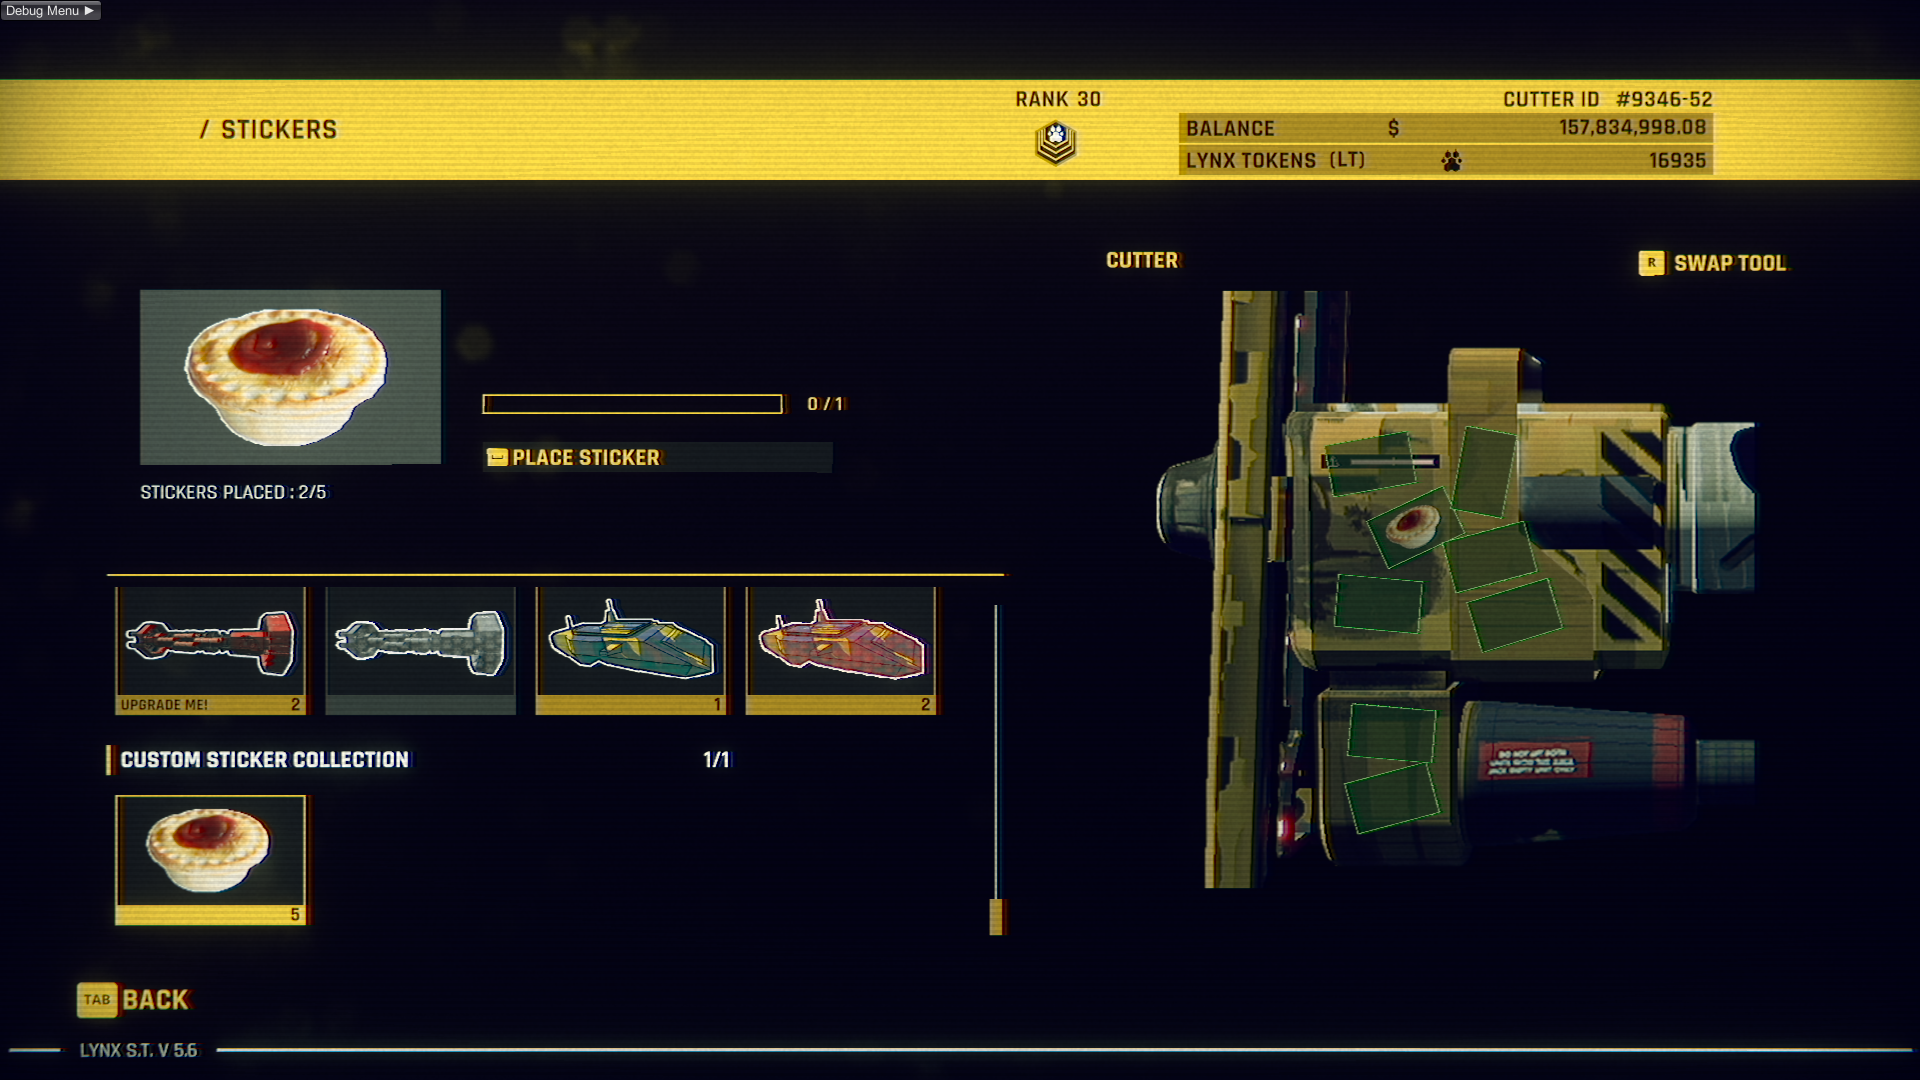 Debug Menu ▶
/ STICKERS
RANK 30
CUTTER ID #9346-52
BALANCE $ 157,834,998.08
LYNX TOKENS (LT) 16935
CUTTER
R SWAP TOOL
0/1
PLACE STICKER
STICKERS PLACED : 2/5
UPGRADE ME! 2
1
2
CUSTOM STICKER COLLECTION 1/1
5
TAB BACK
LYNX S.T. V 5.6